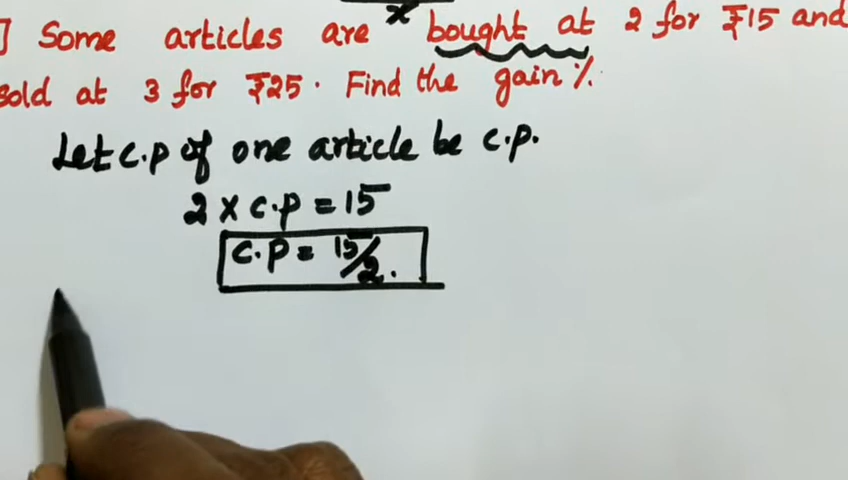 ] Some articles are bought at 2 for ₹15 and
sold at 3 for ₹25. Find the gain %.
Let C.P of one article be C.P.
2 × C.P = 15
C.P = 15/2.